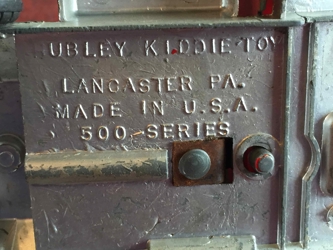 UBLEY KIDDIE TOY
LANCASTER PA.
MADE IN U.S.A.
500 SERIES